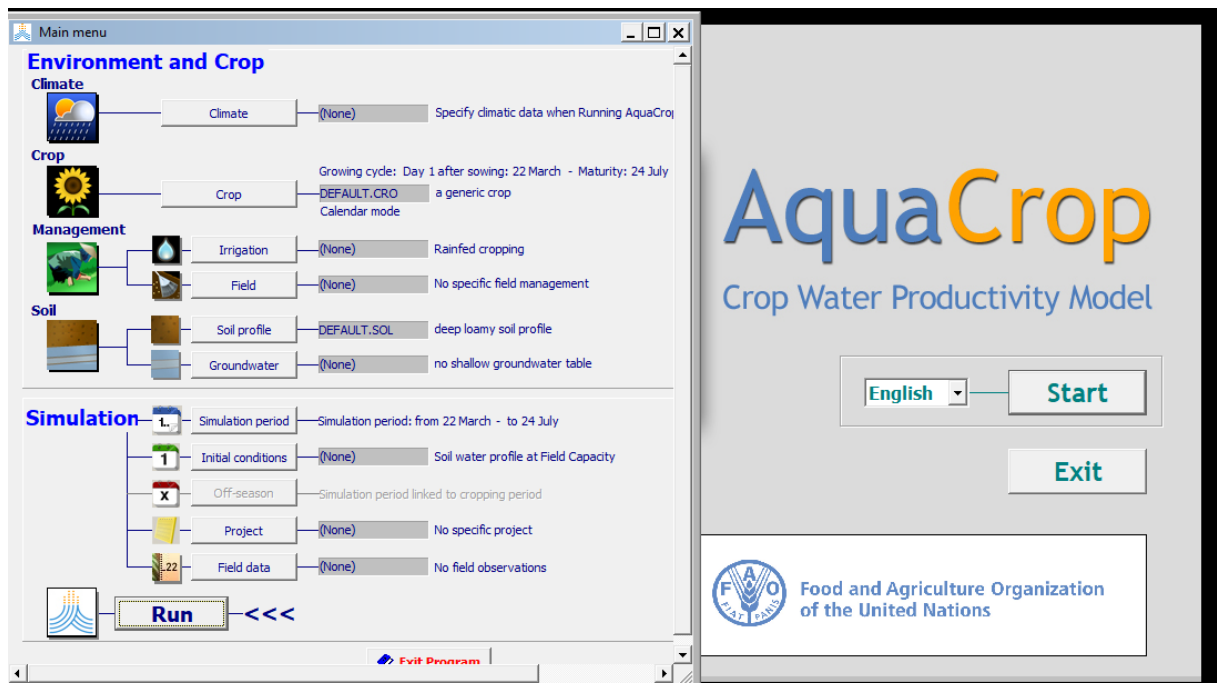 Main menu
Environment and Crop
Climate
Climate
(None)
Specify climatic data when Running AquaCrop
Crop
Growing cycle: Day 1 after sowing: 22 March - Maturity: 24 July
Crop
DEFAULT.CRO
a generic crop
Calendar mode
Management
Irrigation
(None)
Rainfed cropping
Field
(None)
No specific field management
Soil
Soil profile
DEFAULT.SOL
deep loamy soil profile
Groundwater
(None)
no shallow groundwater table
Simulation
1..
Simulation period
Simulation period: from 22 March - to 24 July
1
Initial conditions
(None)
Soil water profile at Field Capacity
X
Off-season
Simulation period linked to cropping period
Project
(None)
No specific project
..22
Field data
(None)
No field observations
Run
<<<
Exit Program
AquaCrop
Crop Water Productivity Model
English
Start
Exit
FAO
FIAT PANIS
Food and Agriculture Organization
of the United Nations